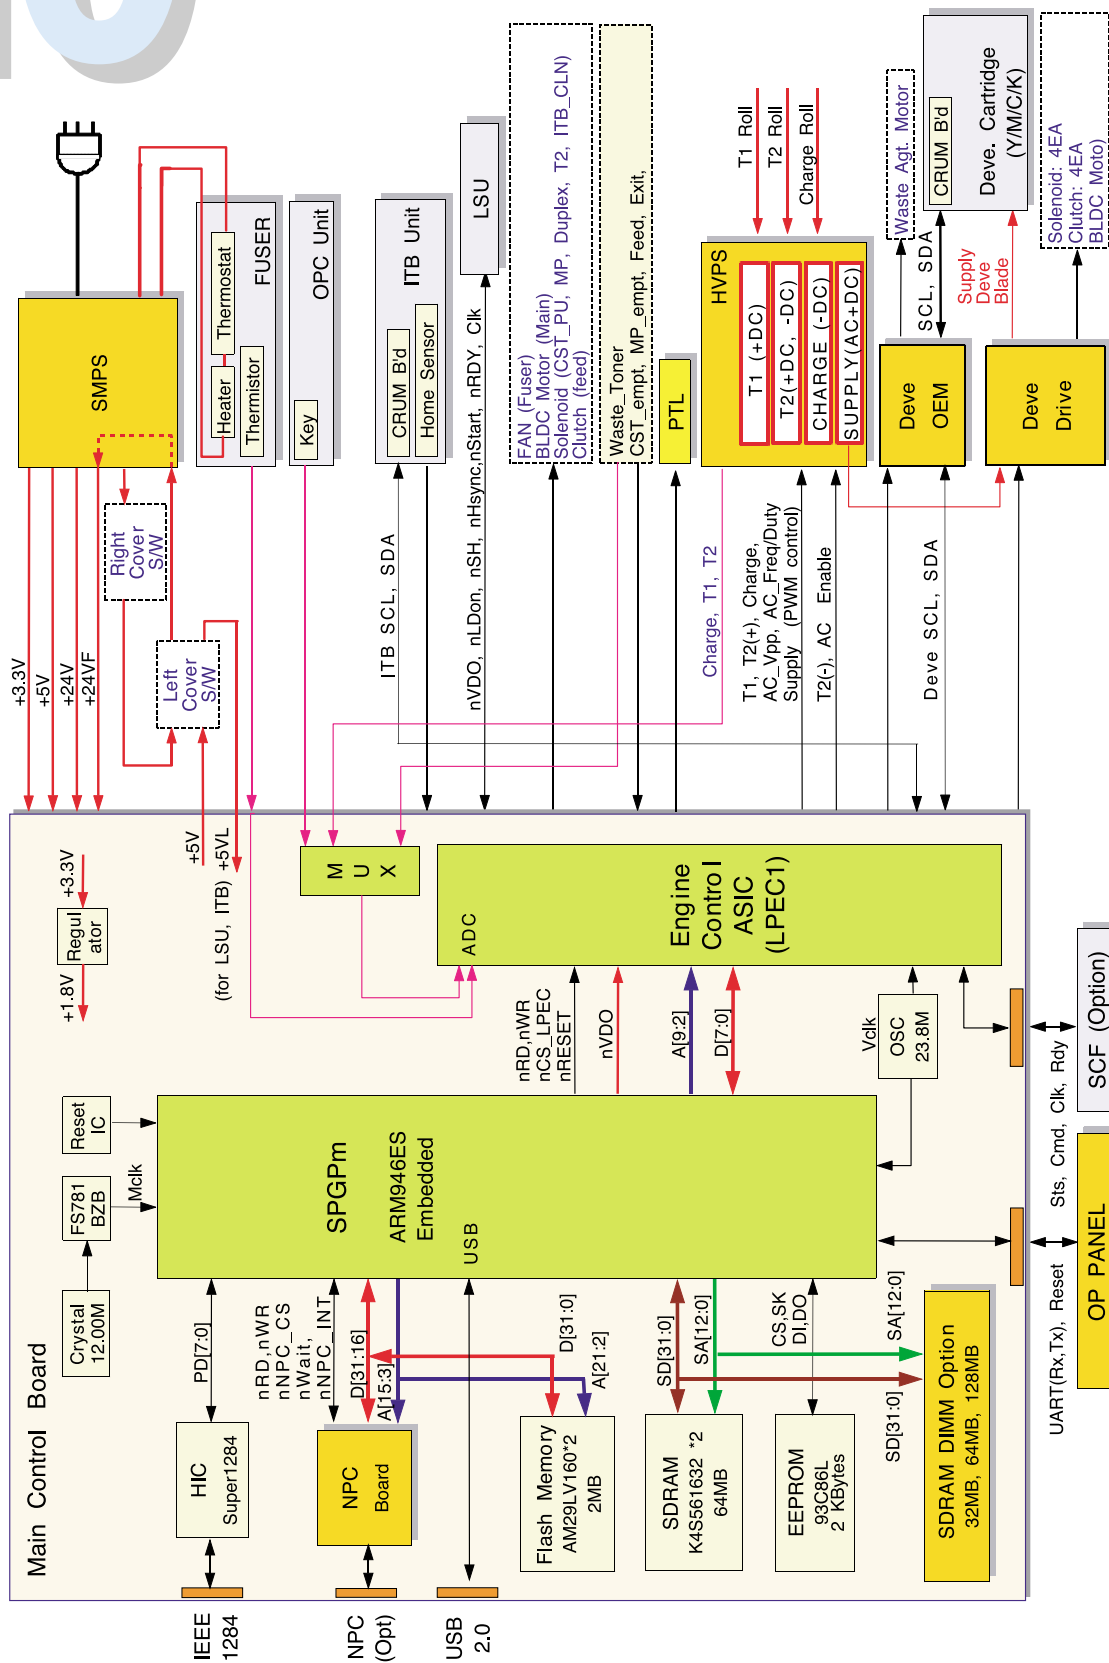 Main Control Board
IEEE
1284
NPC
(Opt)
USB
2.0
HIC
Super1284
NPC
Board
Flash Memory
AM29LV160*2
2MB
SDRAM
K4S561632 *2
64MB
EEPROM
93C86L
2 KBytes
SDRAM DIMM Option
32MB, 64MB, 128MB
Crystal
12.00M
FS781
BZB
Reset
IC
Mclk
PD[7:0]
nRD,nWR
nNPC_CS
nWait,
nNPC_INT
D[31:16]
A[15:3]
D[31:0]
A[21:2]
SD[31:0]
SA[12:0]
CS,SK
DI,DO
SD[31:0]
SA[12:0]
SPGPm
ARM946ES
Embedded
USB
nRD,nWR
nCS_LPEC
nRESET
nVDO
A[9:2]
D[7:0]
Vclk
OSC
23.8M
+1.8V
Regul
ator
+3.3V
(for LSU, ITB)
+5V
+5VL
M
U
X
ADC
Engine
Control
ASIC
(LPEC1)
UART(Rx,Tx), Reset
Sts, Cmd, Clk, Rdy
OP PANEL
SCF (Option)
+3.3V
+5V
+24V
+24VF
Left
Cover
S/W
Right
Cover
S/W
SMPS
Heater
Thermostat
Thermistor
FUSER
Key
OPC Unit
CRUM B'd
Home Sensor
ITB Unit
ITB SCL, SDA
LSU
nVDO, nLDon, nSH, nHsync,nStart, nRDY, Clk
FAN (Fuser)
BLDC Motor (Main)
Solenoid (CST_PU, MP, Duplex, T2, ITB_CLN)
Clutch (feed)
Waste_Toner
CST_empt, MP_empt, Feed, Exit,
PTL
Charge, T1, T2
T1, T2(+), Charge,
AC_Vpp, AC_Freq/Duty
Supply (PWM control)
T2(-), AC Enable
HVPS
T1 (+DC)
T2(+DC, -DC)
CHARGE (-DC)
SUPPLY(AC+DC)
T1 Roll
T2 Roll
Charge Roll
Deve SCL, SDA
Deve
OEM
Waste Agt. Motor
SCL, SDA
CRUM B'd
Deve. Cartridge
(Y/M/C/K)
Supply
Deve
Blade
Deve
Drive
Solenoid: 4EA
Clutch: 4EA
BLDC Moto)